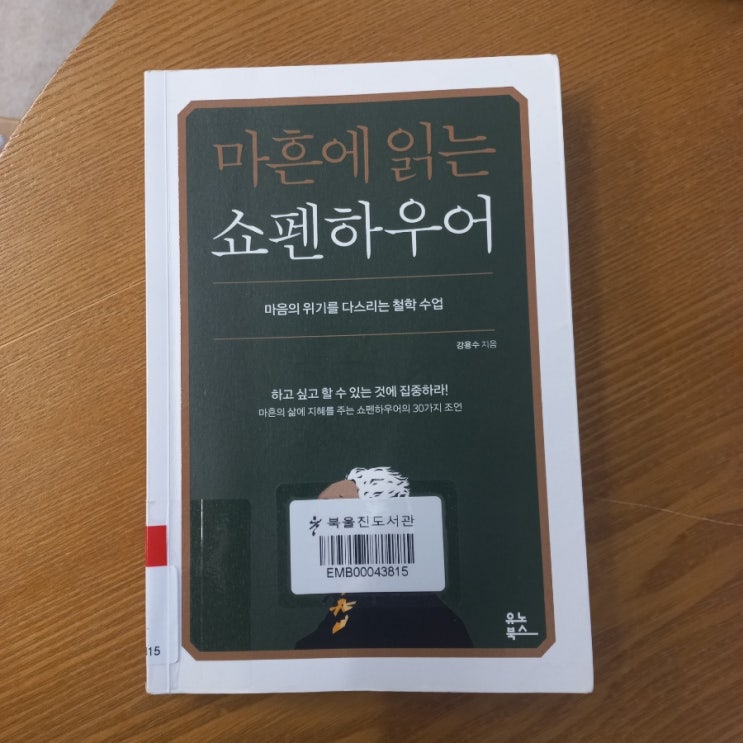 마흔에 읽는
쇼펜하우어
마음의 위기를 다스리는 철학 수업
강용수 지음
하고 싶고 할 수 있는 것에 집중하라!
마흔의 삶에 지혜를 주는 쇼펜하우어의 30가지 조언
북울진도서관
EMB00043815
유노
북스
115